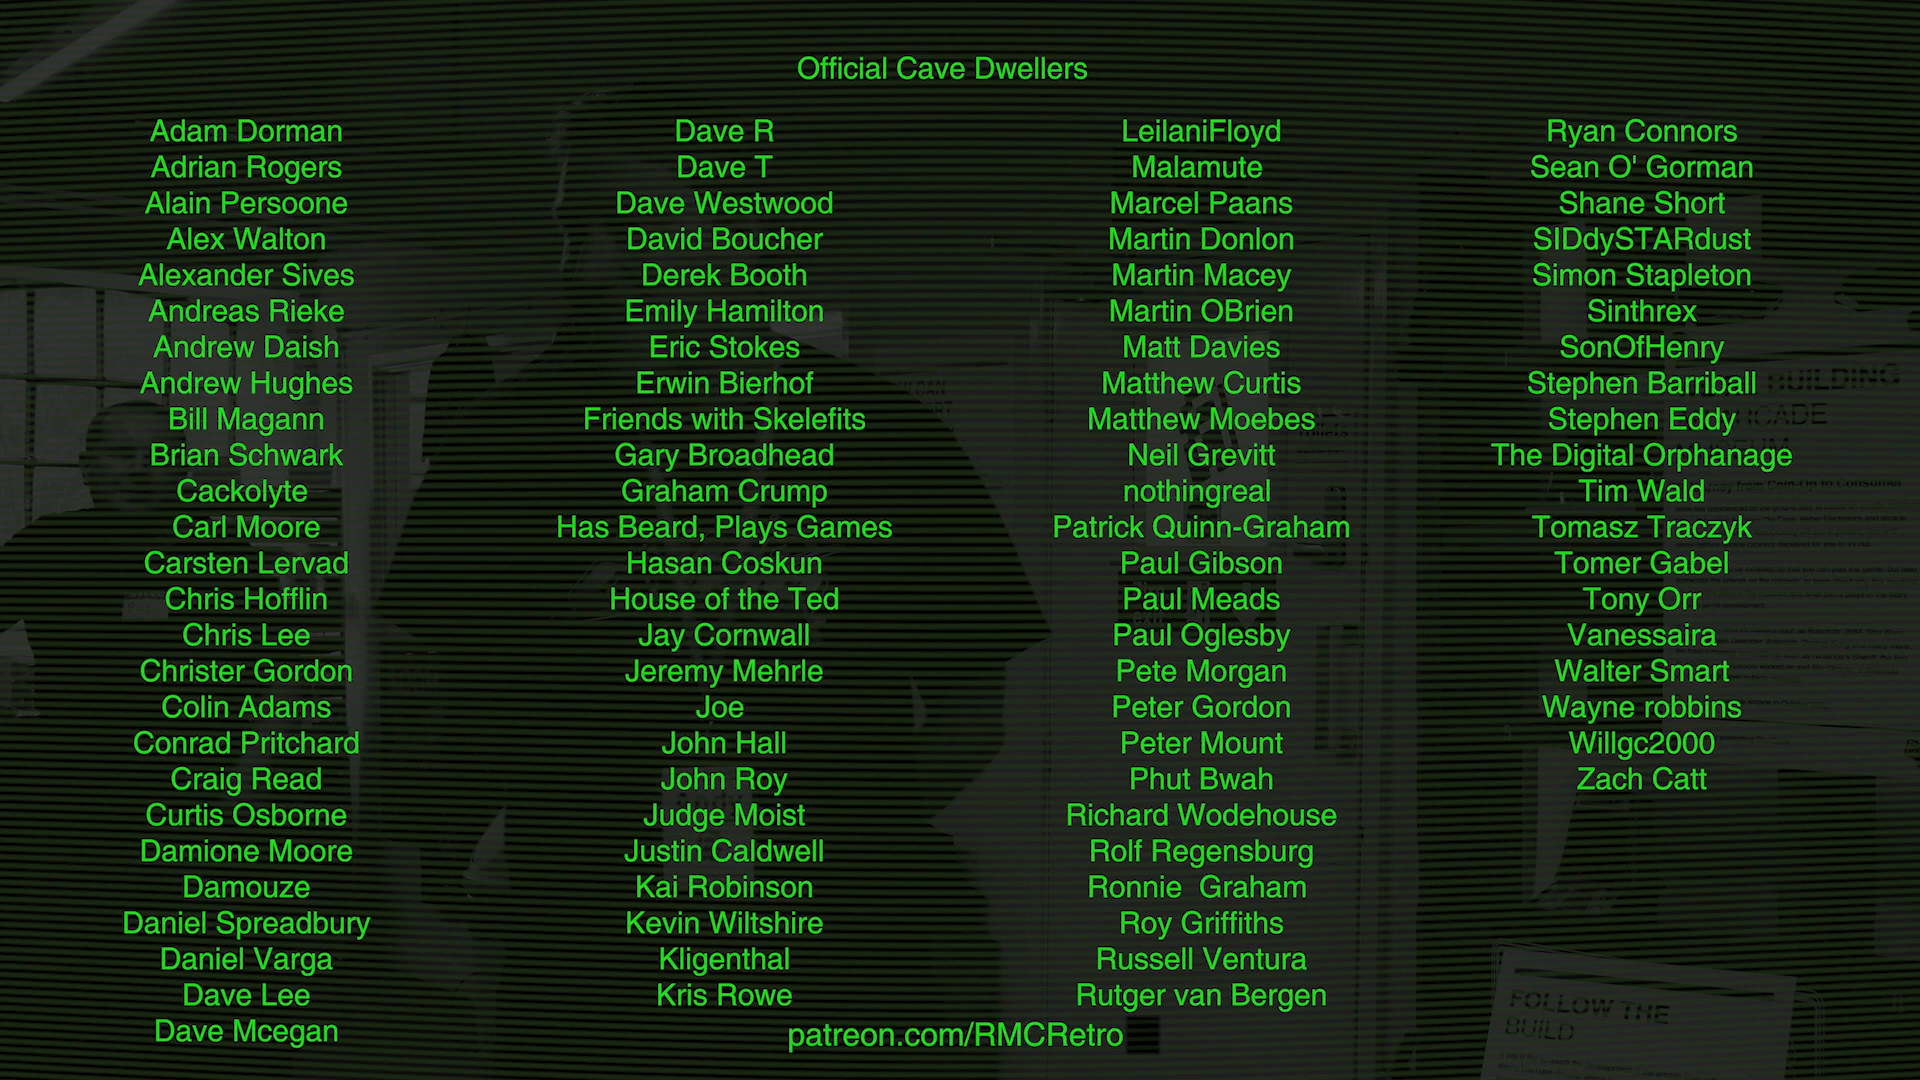 Official Cave Dwellers
Adam Dorman
Adrian Rogers
Alain Persoone
Alex Walton
Alexander Sives
Andreas Rieke
Andrew Daish
Andrew Hughes
Bill Magann
Brian Schwark
Cackolyte
Carl Moore
Carsten Lervad
Chris Hofflin
Chris Lee
Christer Gordon
Colin Adams
Conrad Pritchard
Craig Read
Curtis Osborne
Damione Moore
Damouze
Daniel Spreadbury
Daniel Varga
Dave Lee
Dave Mcegan
Dave R
Dave T
Dave Westwood
David Boucher
Derek Booth
Emily Hamilton
Eric Stokes
Erwin Bierhof
Friends with Skelefits
Gary Broadhead
Graham Crump
Has Beard, Plays Games
Hasan Coskun
House of the Ted
Jay Cornwall
Jeremy Mehrle
Joe
John Hall
John Roy
Judge Moist
Justin Caldwell
Kai Robinson
Kevin Wiltshire
Kligenthal
Kris Rowe
LeilaniFloyd
Malamute
Marcel Paans
Martin Donlon
Martin Macey
Martin OBrien
Matt Davies
Matthew Curtis
Matthew Moebes
Neil Grevitt
nothingreal
Patrick Quinn-Graham
Paul Gibson
Paul Meads
Paul Oglesby
Pete Morgan
Peter Gordon
Peter Mount
Phut Bwah
Richard Wodehouse
Rolf Regensburg
Ronnie  Graham
Roy Griffiths
Russell Ventura
Rutger van Bergen
Ryan Connors
Sean O' Gorman
Shane Short
SIDdySTARdust
Simon Stapleton
Sinthrex
SonOfHenry
Stephen Barriball
Stephen Eddy
The Digital Orphanage
Tim Wald
Tomasz Traczyk
Tomer Gabel
Tony Orr
Vanessaira
Walter Smart
Wayne robbins
Willgc2000
Zach Catt
patreon.com/RMCRetro
BUILDING
FOLLOW THE
BUILD